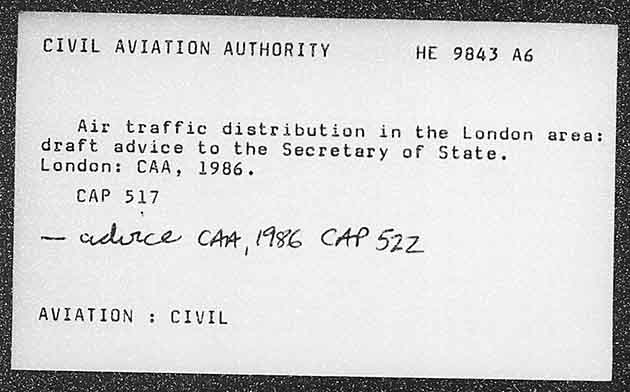 CIVIL AVIATION AUTHORITY HE 9843 A6
Air traffic distribution in the London area:
draft advice to the Secretary of State.
London: CAA, 1986.
CAP 517
— advice CAA, 1986 CAP 522
AVIATION : CIVIL